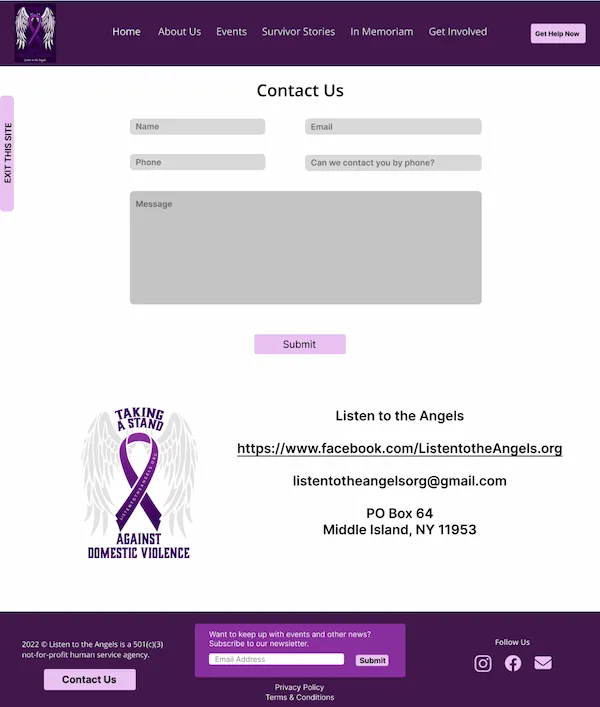 Listen to the Angels
Home About Us Events Survivor Stories In Memoriam Get Involved Get Help Now
EXIT THIS SITE
Contact Us
Name Email
Phone Can we contact you by phone?
Message
Submit
TAKING
A STAND
LISTENTOTHEANGELS.ORG
AGAINST
DOMESTIC VIOLENCE
Listen to the Angels
https://www.facebook.com/ListentotheAngels.org
listentotheangelsorg@gmail.com
PO Box 64
Middle Island, NY 11953
2022 © Listen to the Angels is a 501(c)(3)
not-for-profit human service agency.
Contact Us
Want to keep up with events and other news?
Subscribe to our newsletter.
Email Address Submit
Privacy Policy
Terms & Conditions
Follow Us